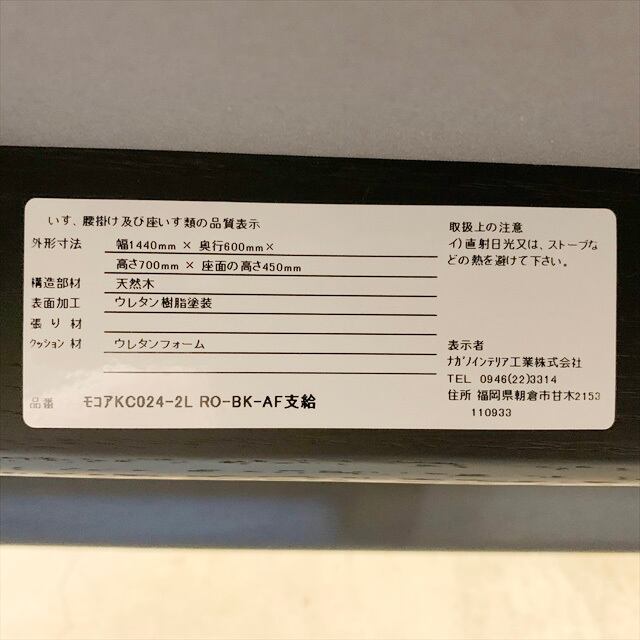 いす、腰掛け及び座いす類の品質表示
外形寸法 幅1440mm × 奥行600mm×
高さ700mm × 座面の高さ450mm
構造部材 天然木
表面加工 ウレタン樹脂塗装
張り材
クッション材 ウレタンフォーム
品番 モコアKC024-2L RO-BK-AF支給
取扱上の注意
イ)直射日光又は、ストーブな
どの熱を避けて下さい。
表示者
ナガノインテリア工業株式会社
TEL 0946(22)3314
住所 福岡県朝倉市甘木2153
110933